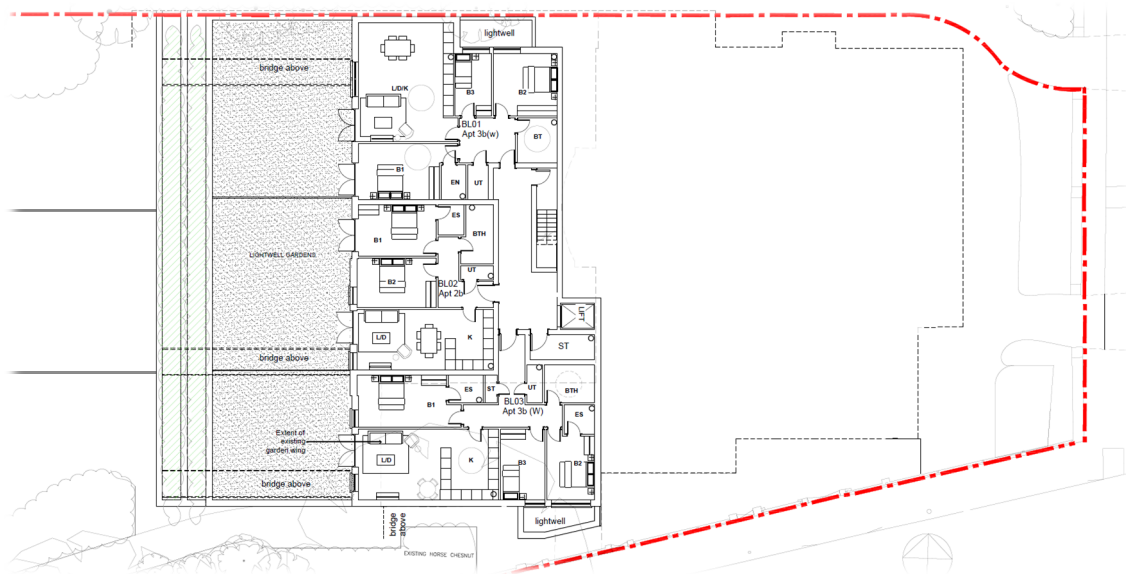 lightwell
bridge above
L/D/K
B3
B2
BL01
Apt 3b(w)
BT
B1
EN
UT
ES
B1
BTH
LIGHTWELL GARDENS
UT
B2
BL02
Apt 2b
LIFT
L/D
K
ST
bridge above
ES
ST
UT
BTH
B1
BL03
Apt 3b (W)
ES
Extent of
existing
garden wing
L/D
K
B3
B2
bridge above
lightwell
bridge
above
EXISTING HORSE CHESNUT